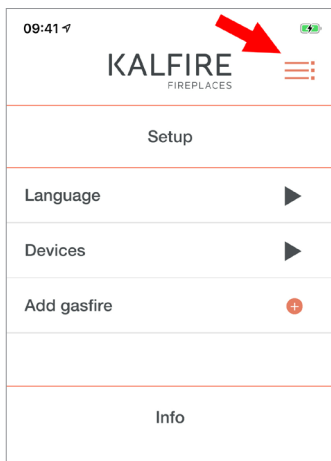 09:41
KALFIRE
FIREPLACES
Setup
Language
Devices
Add gasfire
Info